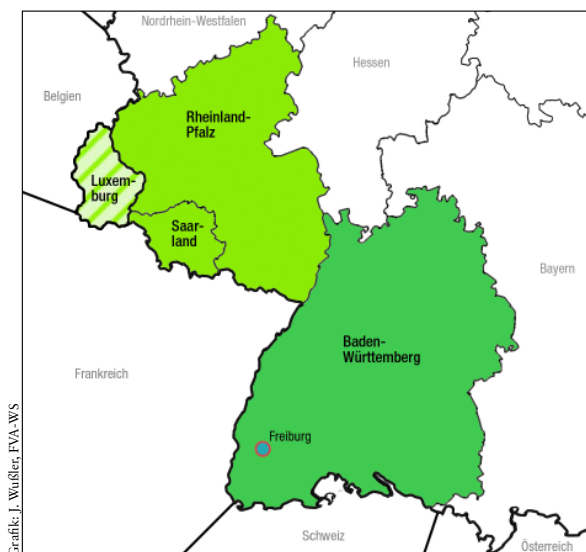 Nordrhein-Westfalen
Hessen
Belgien
Rheinland-
Pfalz
Luxem-
burg
Saar-
land
Bayern
Baden-
Württemberg
Frankreich
Freiburg
Schweiz
Österreich
Grafik: J. Wußler, FVA-WS